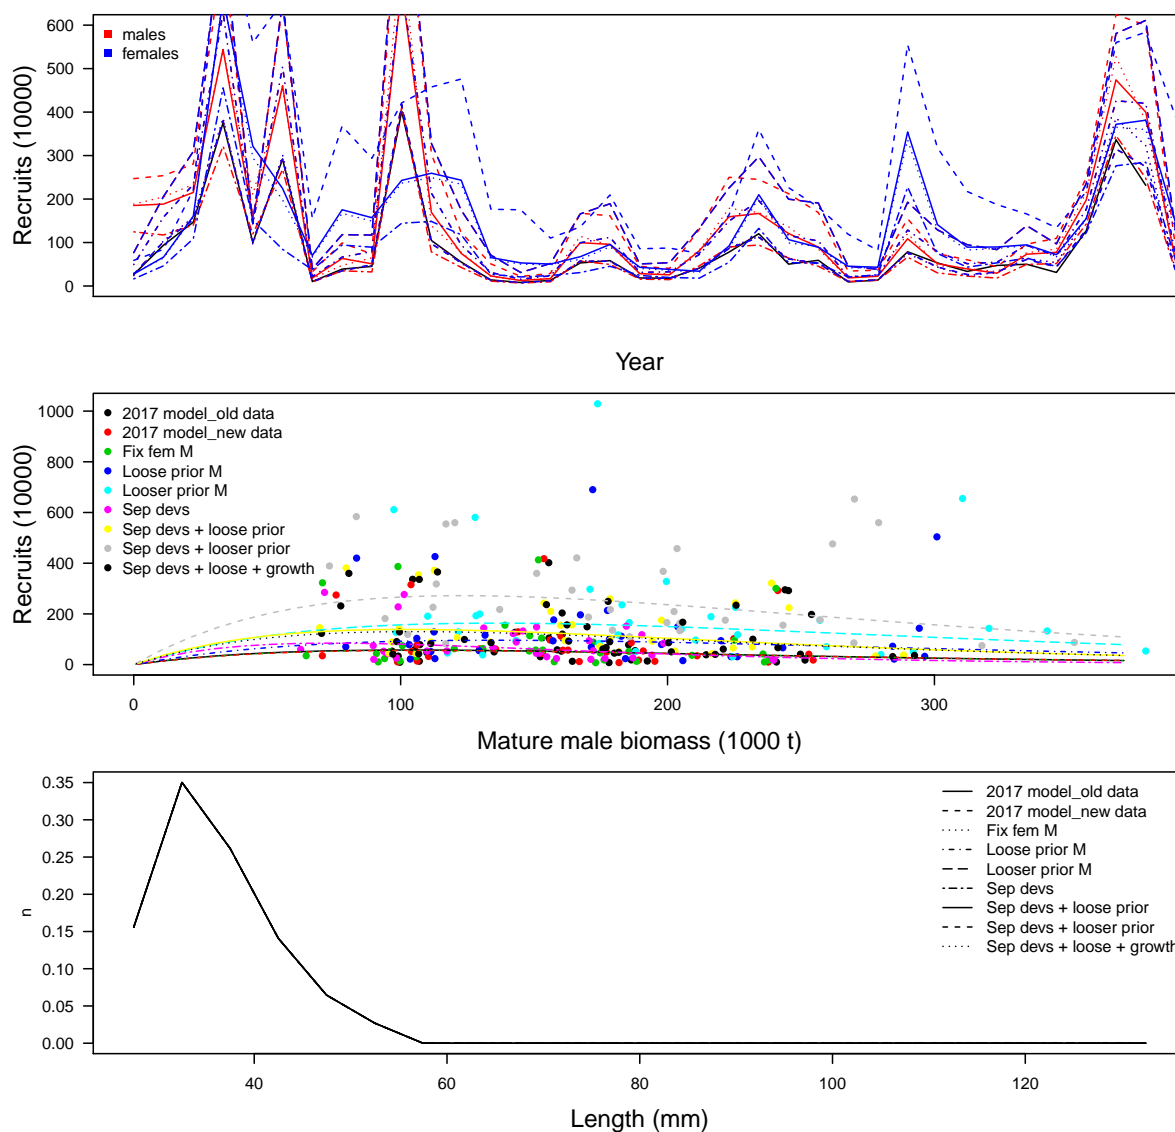 600
500
400
300
200
100
0
Recruits (10000)
males
females
Year
1000
800
600
400
200
0
Recruits (10000)
2017 model_old data
2017 model_new data
Fix fem M
Loose prior M
Looser prior M
Sep devs
Sep devs + loose prior
Sep devs + looser prior
Sep devs + loose + growth
0 100 200 300
Mature male biomass (1000 t)
0.35
0.30
0.25
0.20
0.15
0.10
0.05
0.00
n
2017 model_old data
2017 model_new data
Fix fem M
Loose prior M
Looser prior M
Sep devs
Sep devs + loose prior
Sep devs + looser prior
Sep devs + loose + growth
40 60 80 100 120
Length (mm)